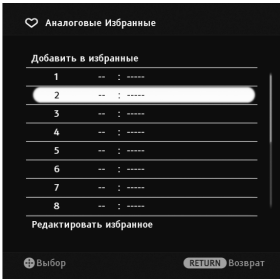 Аналоговые Избранные
Добавить в избранные
1 -- : -----
2 -- : -----
3 -- : -----
4 -- : -----
5 -- : -----
6 -- : -----
7 -- : -----
8 -- : -----
Редактировать избранное
Выбор RETURN Возврат